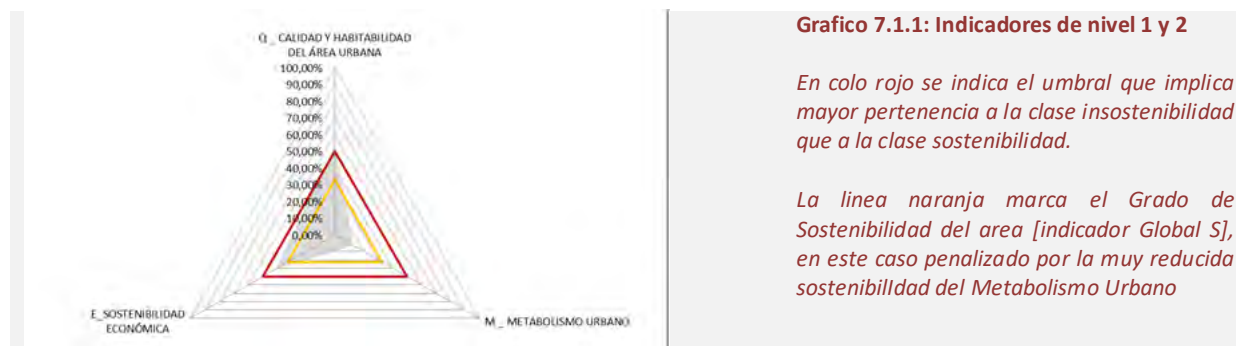 Q_ CALIDAD Y HABITABILIDAD
DEL ÁREA URBANA
100,00%
90,00%
80,00%
70,00%
60,00%
50,00%
40,00%
30,00%
20,00%
10,00%
0,00%
E_SOSTENIBILIDAD
ECONÓMICA
M_ METABOLISMO URBANO
Grafico 7.1.1: Indicadores de nivel 1 y 2
En colo rojo se indica el umbral que implica
mayor pertenencia a la clase insostenibilidad
que a la clase sostenibilidad.
La linea naranja marca el Grado de
Sostenibilidad del area [indicador Global S],
en este caso penalizado por la muy reducida
sostenibilIdad del Metabolismo Urbano